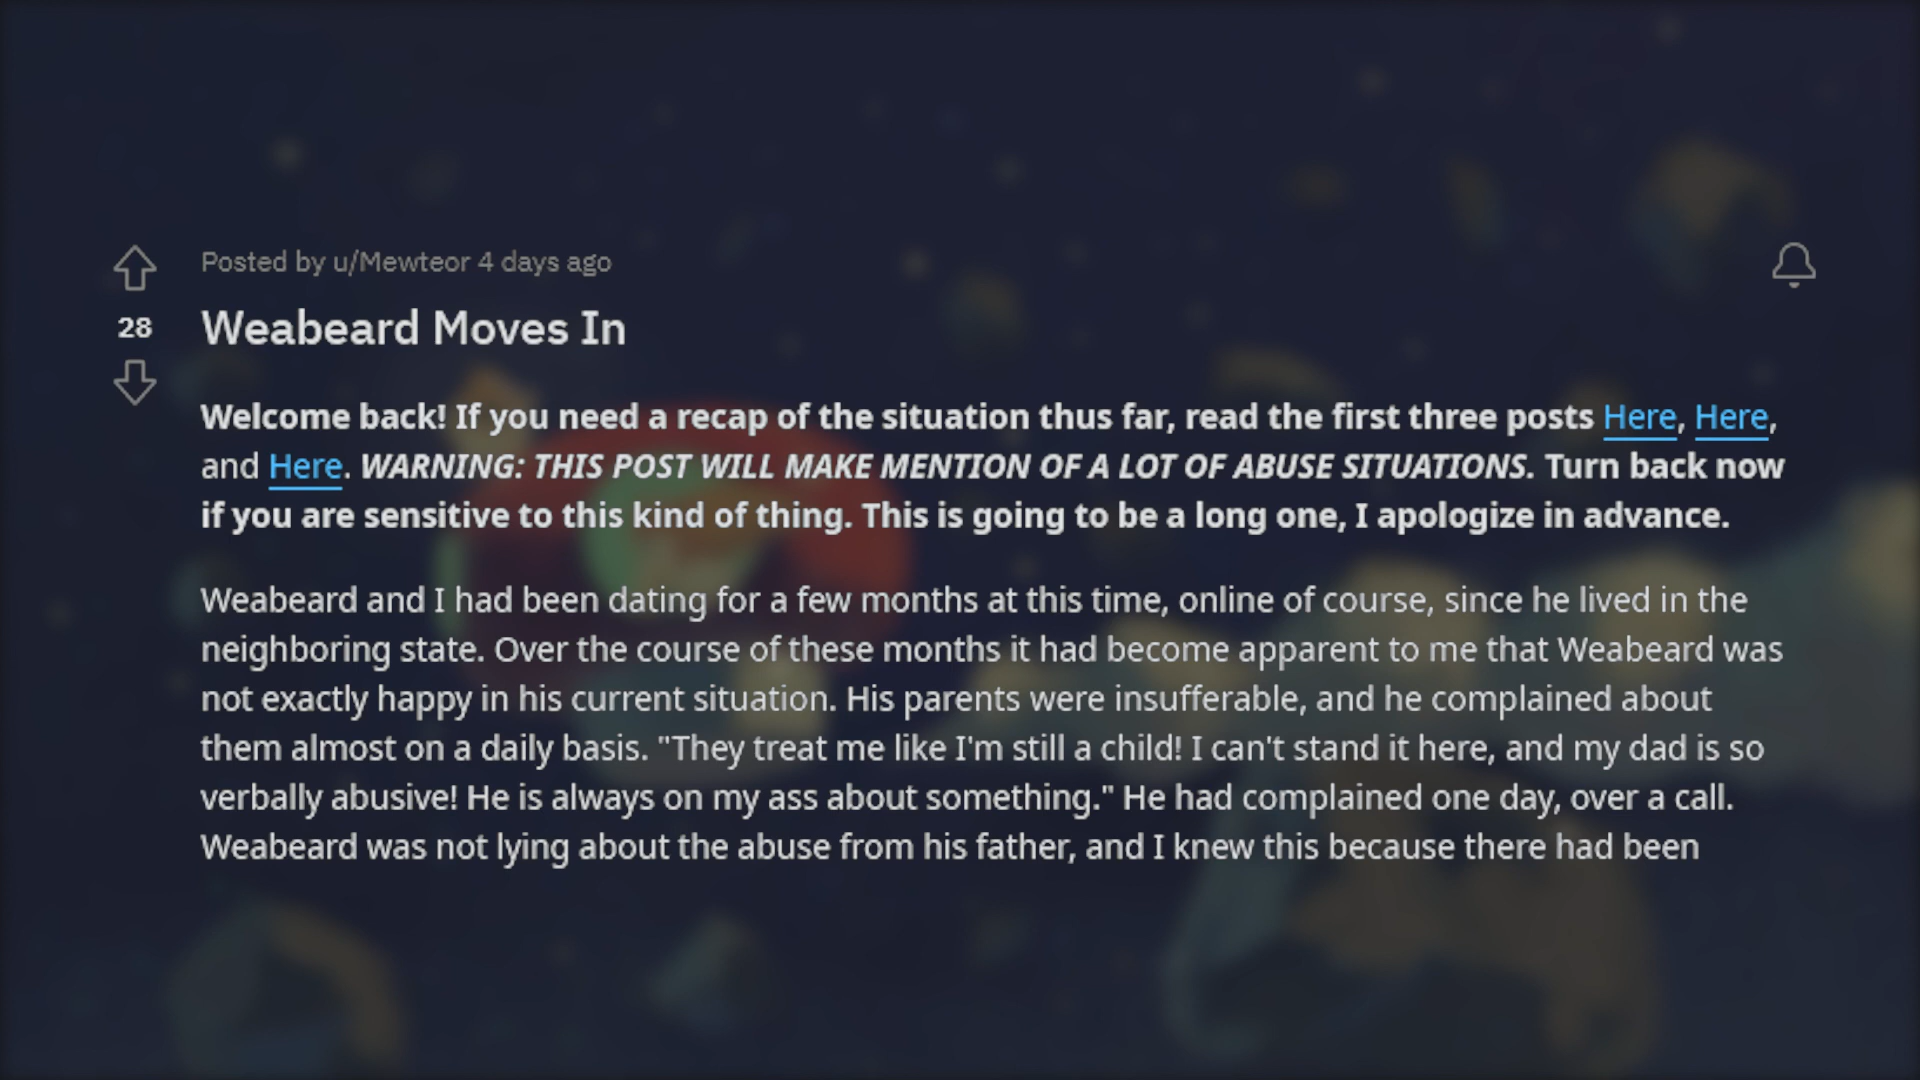 Posted by u/Mewteor 4 days ago
28
Weabeard Moves In
Welcome back! If you need a recap of the situation thus far, read the first three posts Here, Here,
and Here. WARNING: THIS POST WILL MAKE MENTION OF A LOT OF ABUSE SITUATIONS. Turn back now
if you are sensitive to this kind of thing. This is going to be a long one, I apologize in advance.
Weabeard and I had been dating for a few months at this time, online of course, since he lived in the
neighboring state. Over the course of these months it had become apparent to me that Weabeard was
not exactly happy in his current situation. His parents were insufferable, and he complained about
them almost on a daily basis. "They treat me like I'm still a child! I can't stand it here, and my dad is so
verbally abusive! He is always on my ass about something." He had complained one day, over a call.
Weabeard was not lying about the abuse from his father, and I knew this because there had been